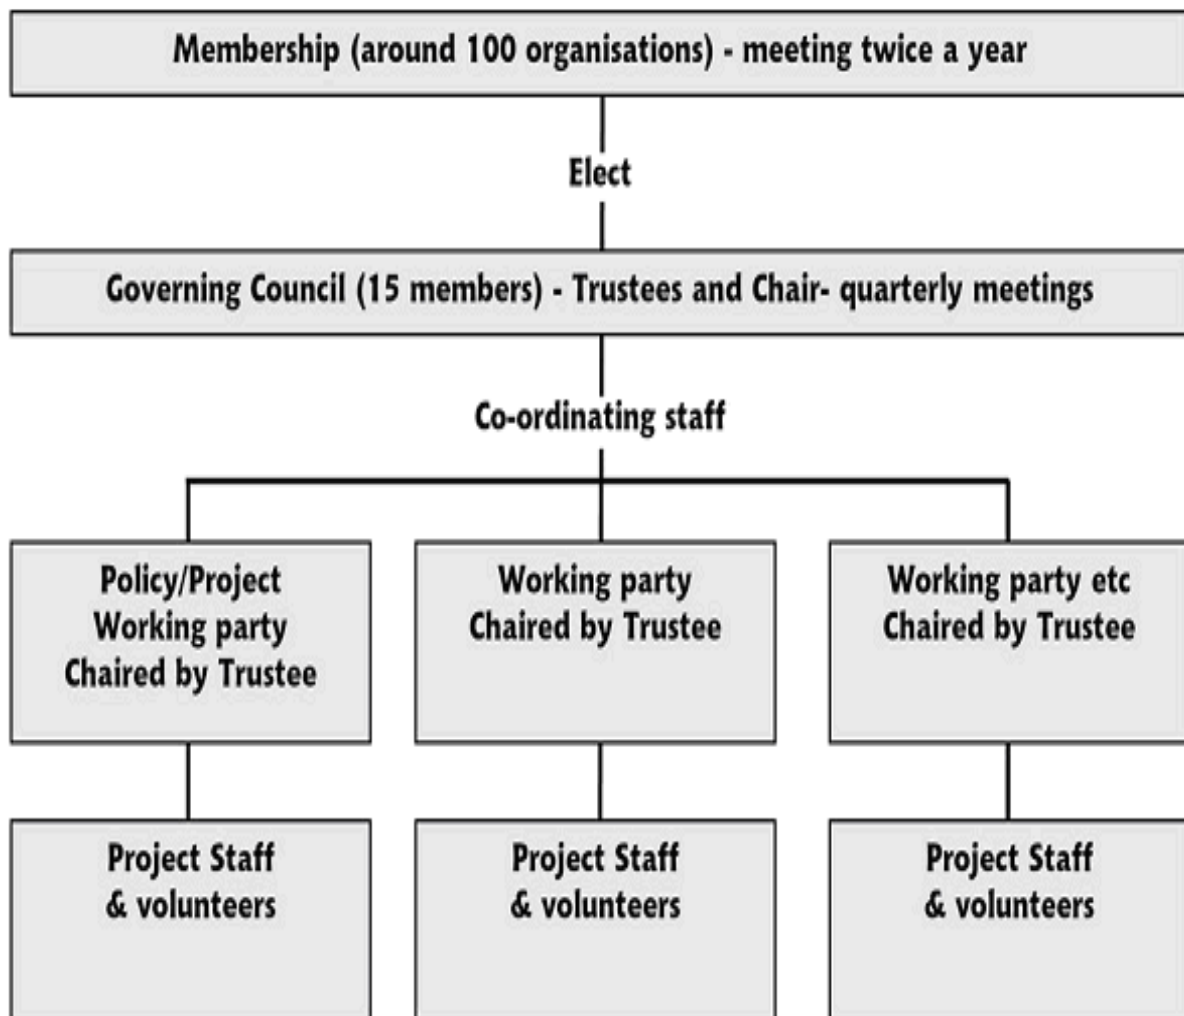 Membership (around 100 organisations) - meeting twice a year
Elect
Governing Council (15 members) - Trustees and Chair- quarterly meetings
Co-ordinating staff
Policy/Project
Working party
Chaired by Trustee
Working party
Chaired by Trustee
Working party etc
Chaired by Trustee
Project Staff
& volunteers
Project Staff
& volunteers
Project Staff
& volunteers